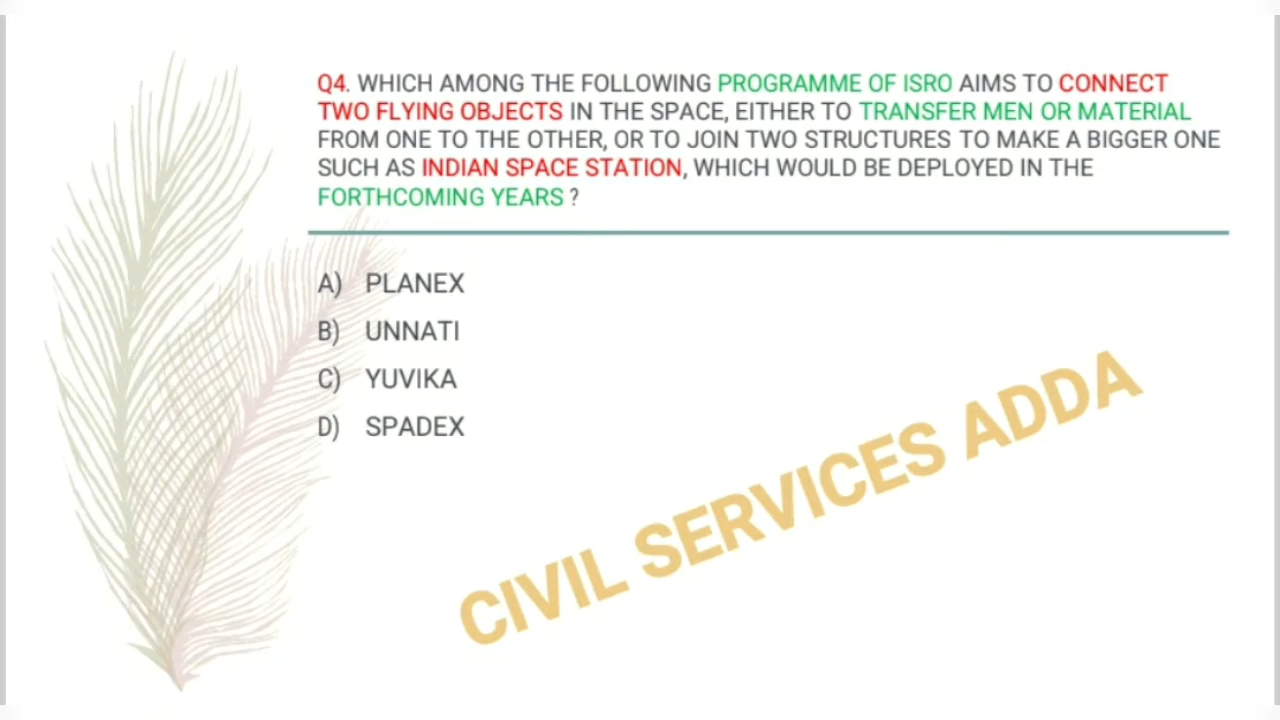 Q4. WHICH AMONG THE FOLLOWING PROGRAMME OF ISRO AIMS TO CONNECT
TWO FLYING OBJECTS IN THE SPACE, EITHER TO TRANSFER MEN OR MATERIAL
FROM ONE TO THE OTHER, OR TO JOIN TWO STRUCTURES TO MAKE A BIGGER ONE
SUCH AS INDIAN SPACE STATION, WHICH WOULD BE DEPLOYED IN THE
FORTHCOMING YEARS ?
A) PLANEX
B) UNNATI
C) YUVIKA
D) SPADEX
CIVIL SERVICES ADDA